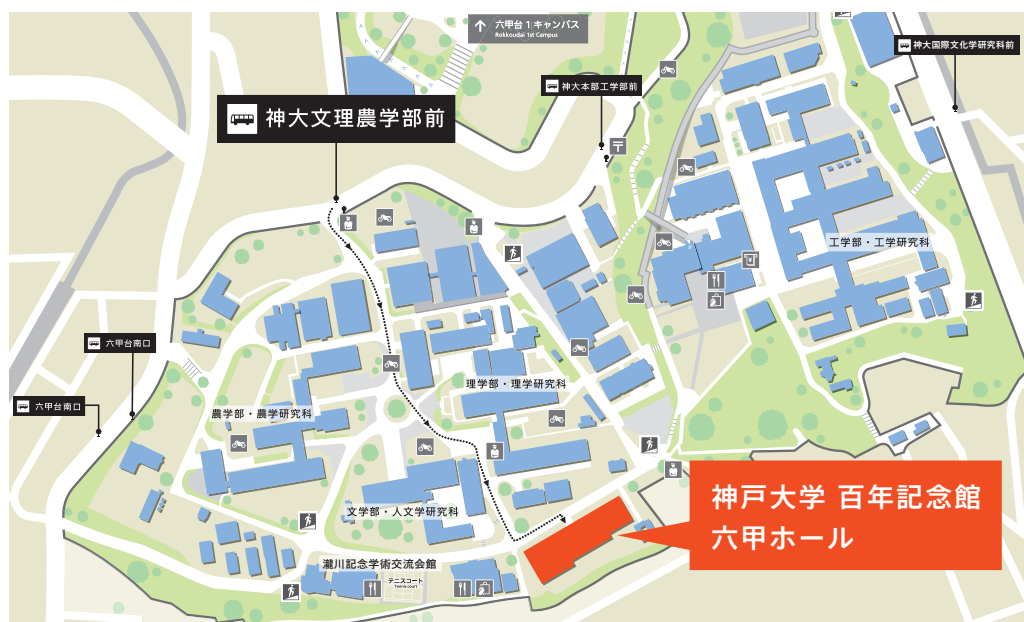 六甲台 1 キャンパス
Rokkoudai 1st Campus
神大国際文化学研究科前
神大本部工学部前
神大文理農学部前
工学部・工学研究科
六甲台南口
六甲台南口
理学部・理学研究科
農学部・農学研究科
神戸大学 百年記念館
六甲ホール
文学部・人文学研究科
瀧川記念学術交流会館
テニスコート
Tennis court